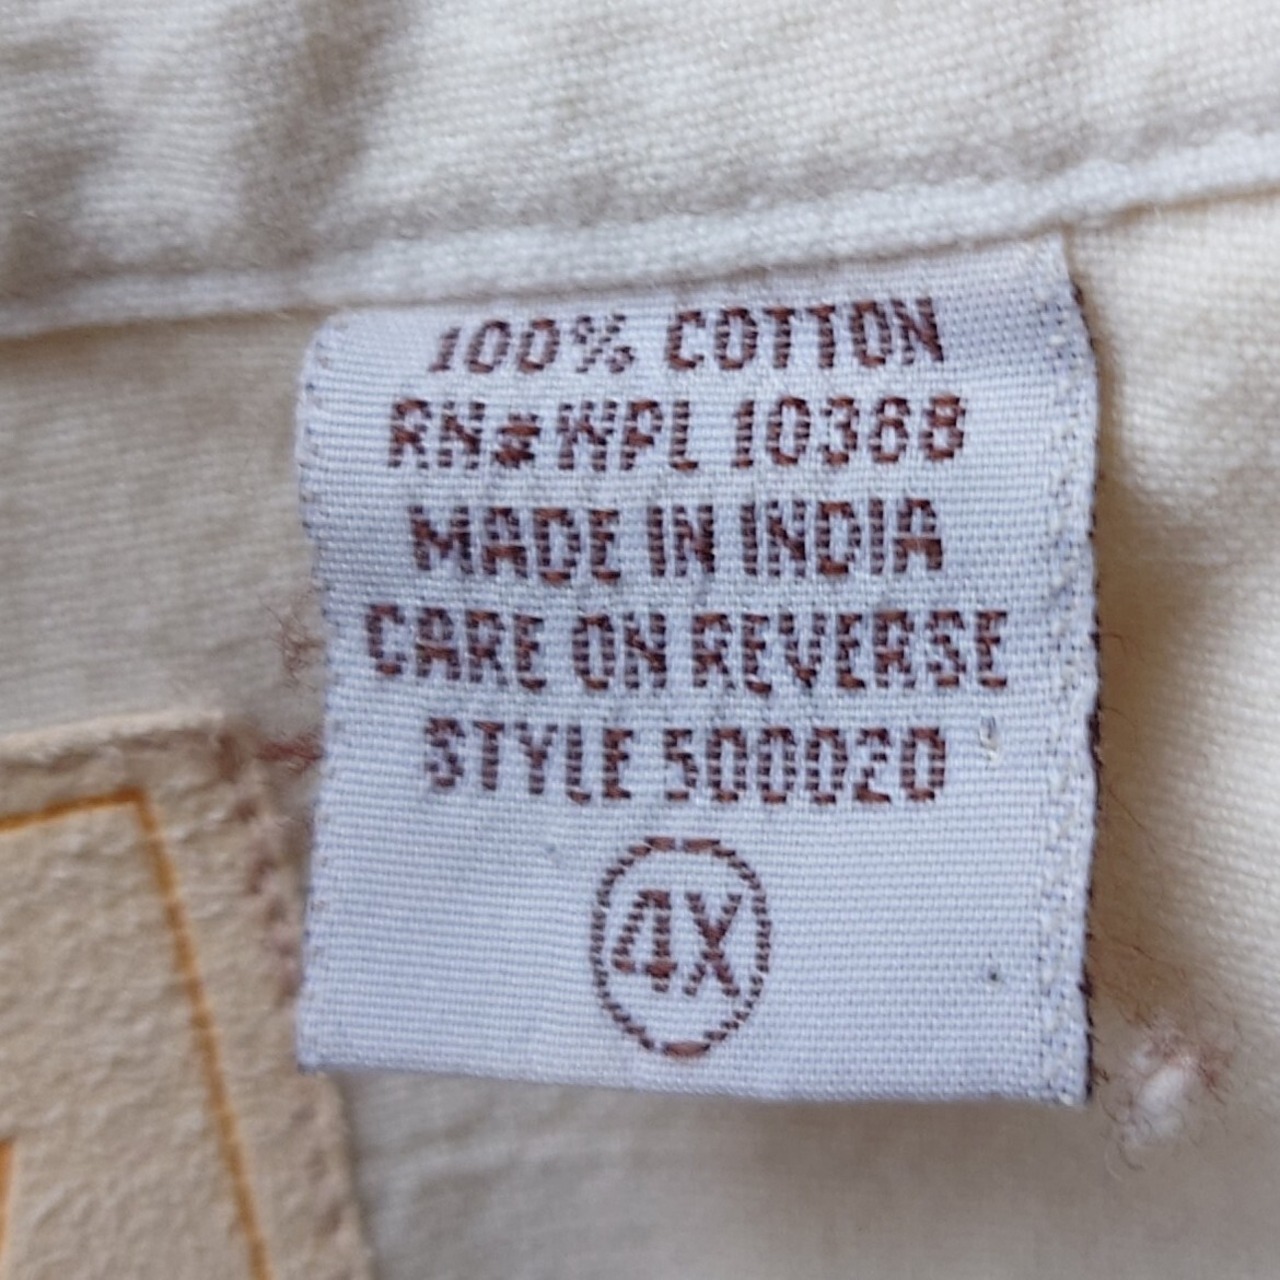 100% COTTON
RN# WPL 10368
MADE IN INDIA
CARE ON REVERSE
STYLE 500020
4X